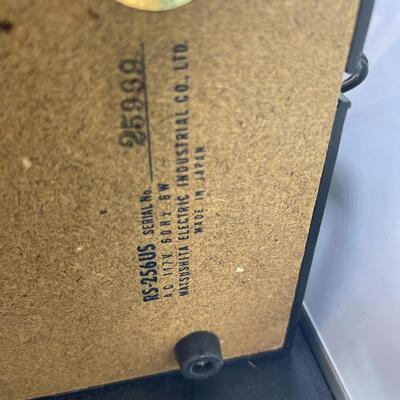 RS-256US SERIAL No. 25999
A.C. 117V. 60Hz. 6W
MATSUSHITA ELECTRIC INDUSTRIAL CO., LTD.
MADE IN JAPAN